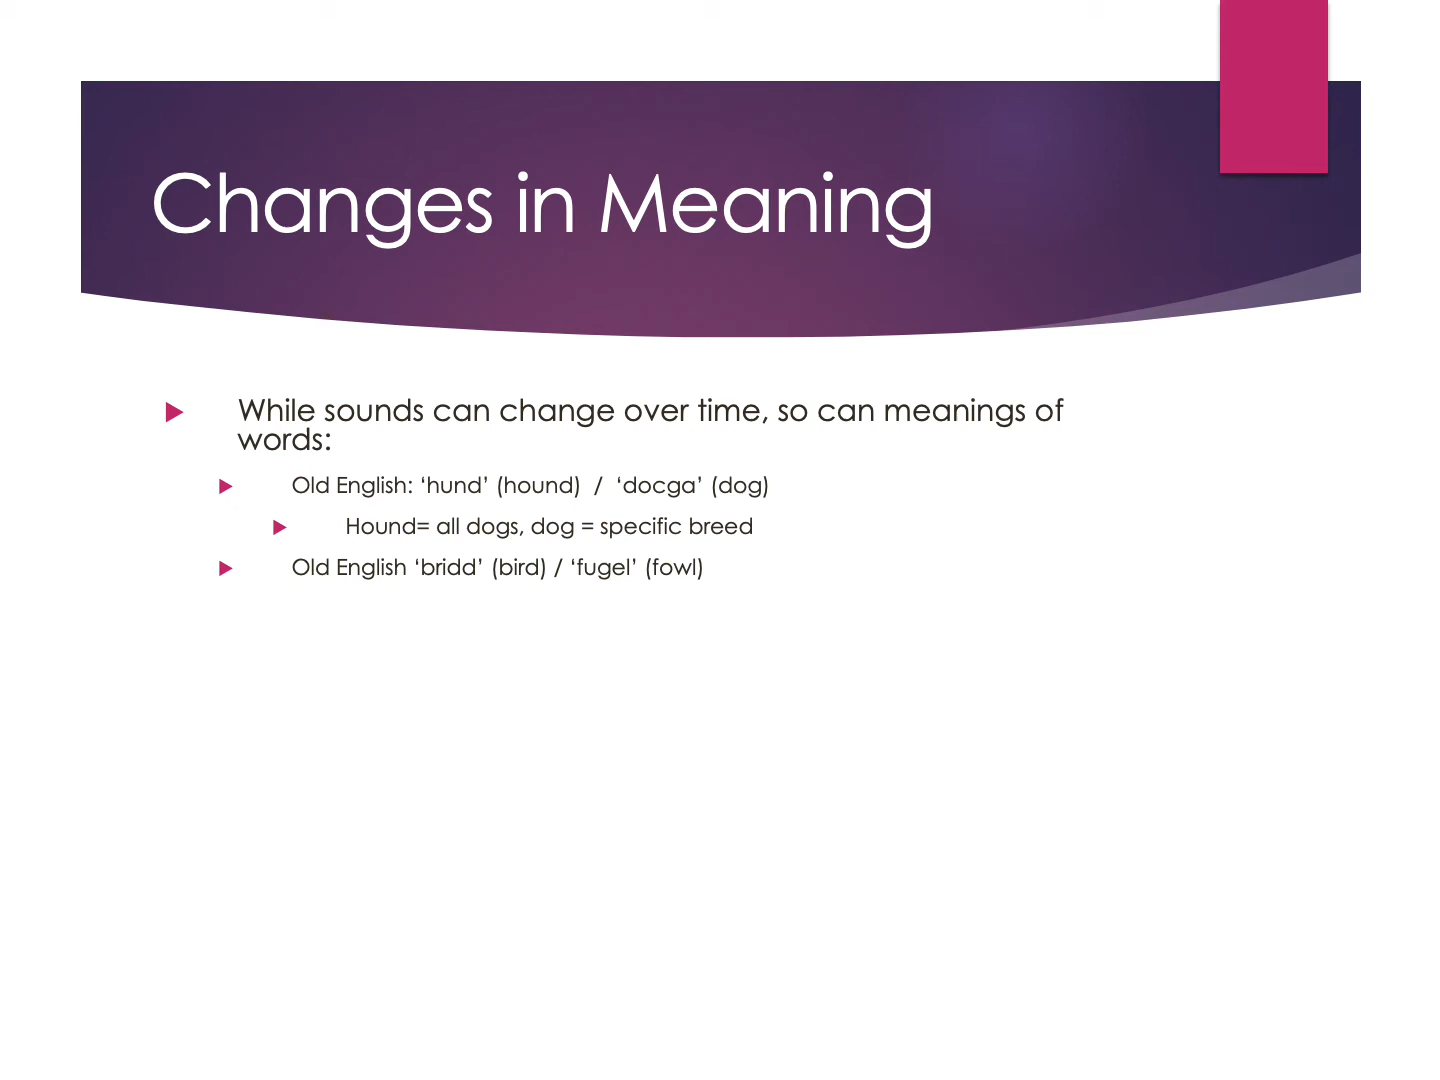 Changes in Meaning
While sounds can change over time, so can meanings of
words:
Old English: ‘hund’ (hound)  /  ‘docga’ (dog)
Hound= all dogs, dog = specific breed
Old English ‘bridd’ (bird) / ‘fugel’ (fowl)